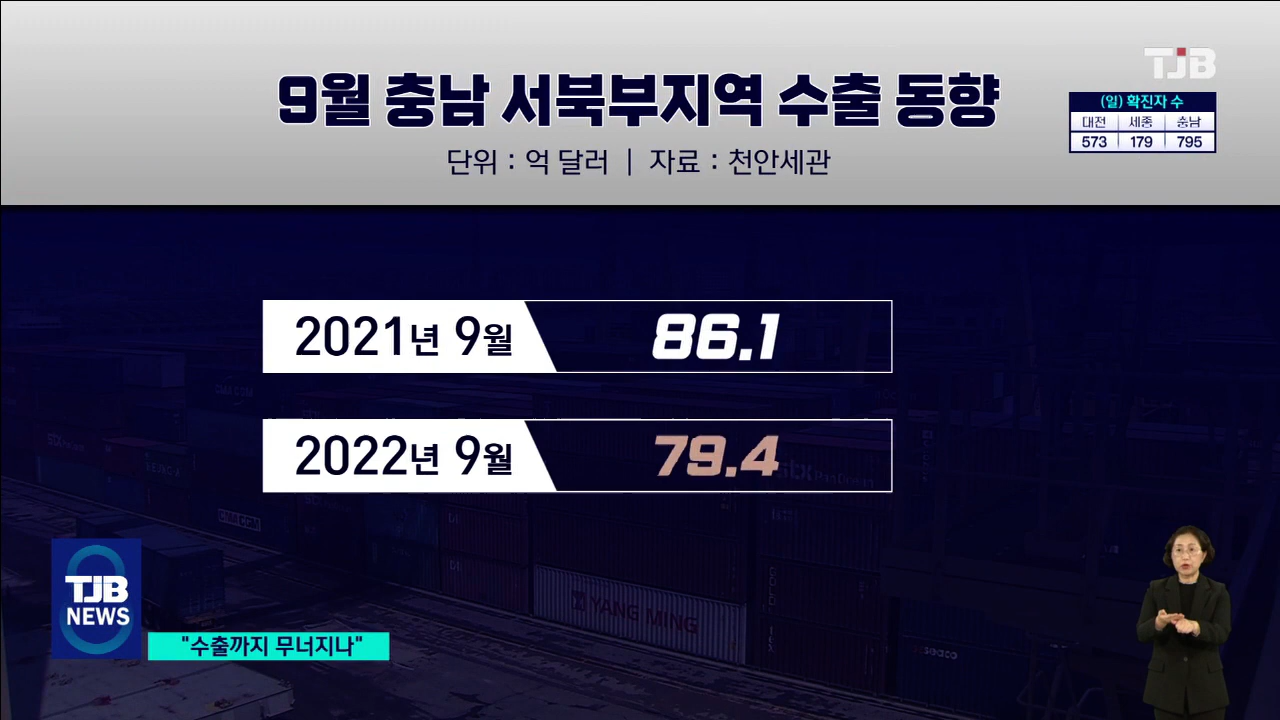 9월 충남 서북부지역 수출 동향
단위 : 억 달러 | 자료 : 천안세관
TJB
(일) 확진자 수
대전 세종 충남
573 179 795
2021년 9월 86.1
2022년 9월 79.4
CMA CGM
YANG MING
seaco
TJB
NEWS
"수출까지 무너지나"